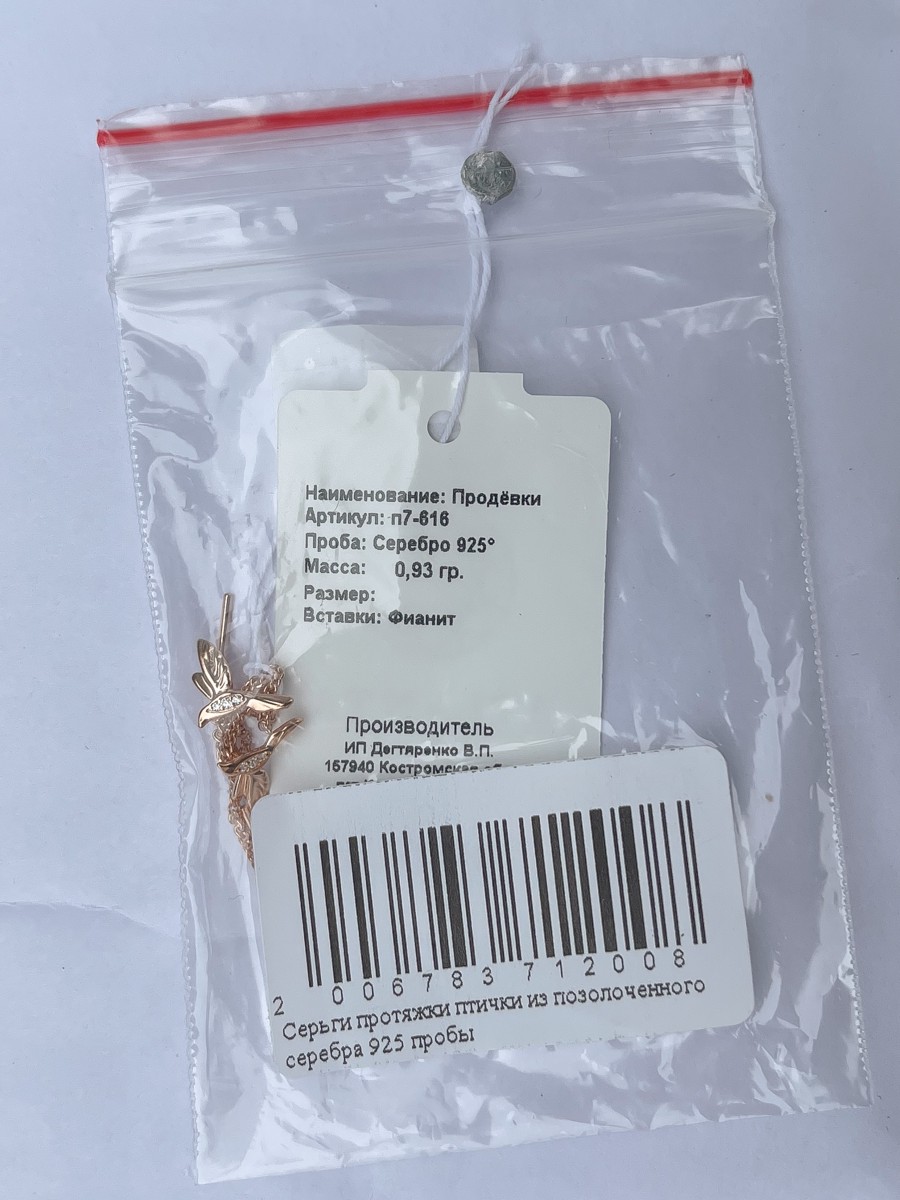 Наименование: Продёвки
Артикул: п7-616
Проба: Серебро 925°
Масса: 0,93 гр.
Размер:
Вставки: Фианит
Производитель
ИП Дегтяренко В.П.
157940 Костромская
2 006783 712008
Серьги протяжки птички из позолоченного
серебра 925 пробы